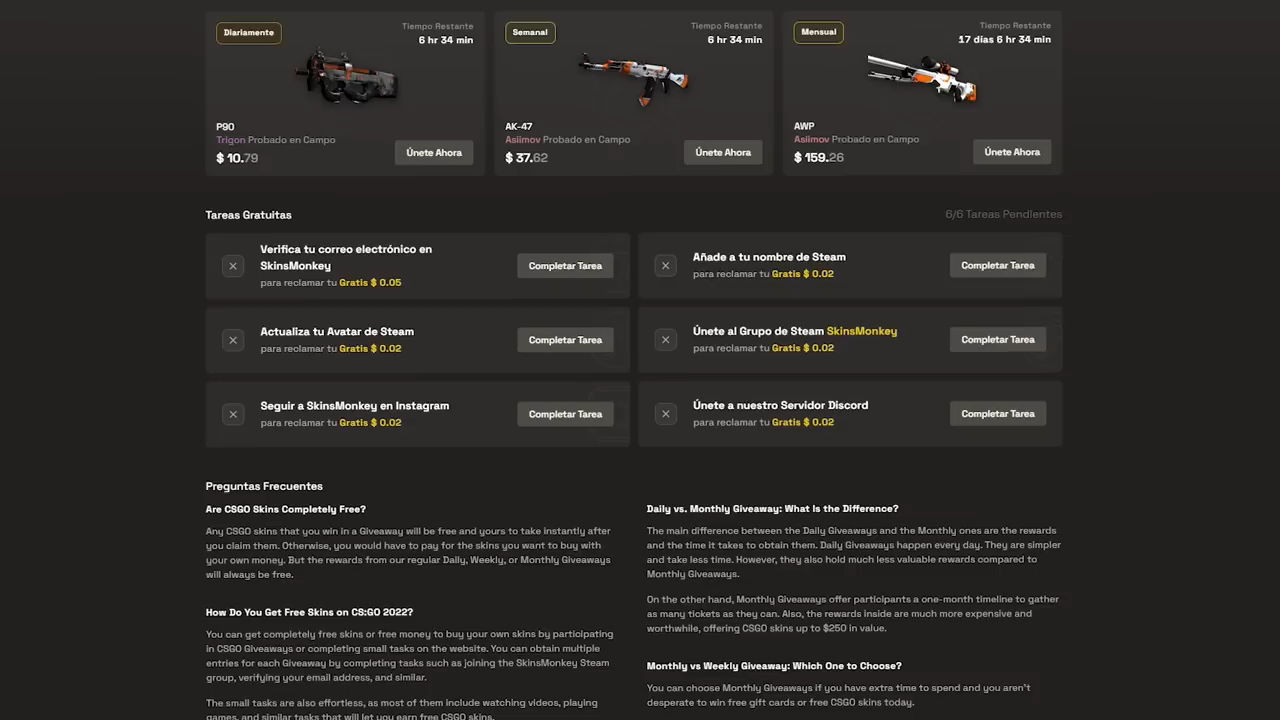 Diariamente
Tiempo Restante
6 hr 34 min
P90
Trigon Probado en Campo
$ 10.79
Únete Ahora
Semanal
Tiempo Restante
6 hr 34 min
AK-47
Asiimov Probado en Campo
$ 37.62
Únete Ahora
Mensual
Tiempo Restante
17 días 6 hr 34 min
AWP
Asiimov Probado en Campo
$ 159.26
Únete Ahora
Tareas Gratuitas
6/6 Tareas Pendientes
Verifica tu correo electrónico en
SkinsMonkey
para reclamar tu Gratis $ 0.05
Completar Tarea
Añade a tu nombre de Steam
para reclamar tu Gratis $ 0.02
Completar Tarea
Actualiza tu Avatar de Steam
para reclamar tu Gratis $ 0.02
Completar Tarea
Únete al Grupo de Steam SkinsMonkey
para reclamar tu Gratis $ 0.02
Completar Tarea
Seguir a SkinsMonkey en Instagram
para reclamar tu Gratis $ 0.02
Completar Tarea
Únete a nuestro Servidor Discord
para reclamar tu Gratis $ 0.02
Completar Tarea
Preguntas Frecuentes
Are CSGO Skins Completely Free?
Any CSGO skins that you win in a Giveaway will be free and yours to take instantly after
you claim them. Otherwise, you would have to pay for the skins you want to buy with
your own money. But the rewards from our regular Daily, Weekly, or Monthly Giveaways
will always be free.
How Do You Get Free Skins on CS:GO 2022?
You can get completely free skins or free money to buy your own skins by participating
in CSGO Giveaways or completing small tasks on the website. You can obtain multiple
entries for each Giveaway by completing tasks such as joining the SkinsMonkey Steam
group, verifying your email address, and similar.
The small tasks are also effortless, as most of them include watching videos, playing
games, and similar tasks that will let you earn free CSGO skins.
Daily vs. Monthly Giveaway: What Is the Difference?
The main difference between the Daily Giveaways and the Monthly ones are the rewards
and the time it takes to obtain them. Daily Giveaways happen every day. They are simpler
and take less time. However, they also hold much less valuable rewards compared to
Monthly Giveaways.
On the other hand, Monthly Giveaways offer participants a one-month timeline to gather
as many tickets as they can. Also, the rewards inside are much more expensive and
worthwhile, offering CSGO skins up to $250 in value.
Monthly vs Weekly Giveaway: Which One to Choose?
You can choose Monthly Giveaways if you have extra time to spend and you aren't
desperate to win free gift cards or free CSGO skins today.